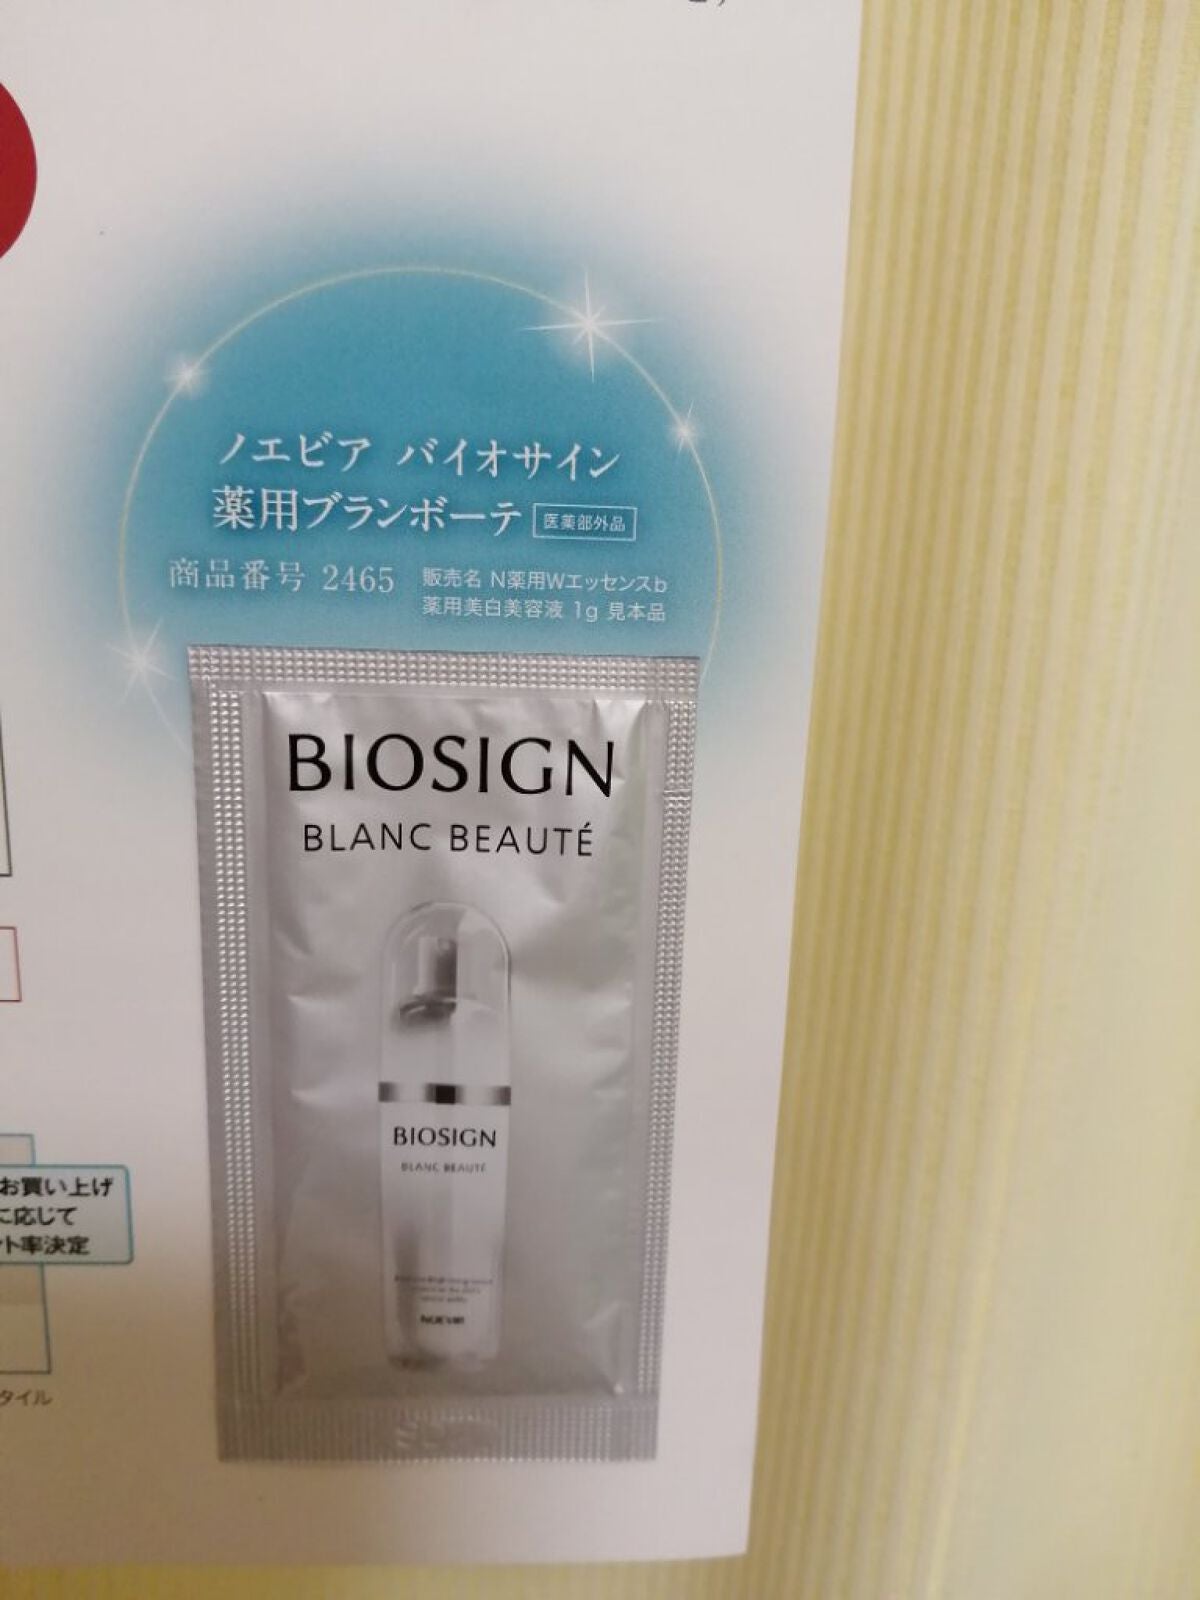 ノエビア バイオサイン
薬用ブランボーテ 医薬部外品
商品番号 2465
販売名 N薬用Wエッセンスb
薬用美白美容液 1g 見本品
BIOSIGN
BLANC BEAUTÉ
BIOSIGN
BLANC BEAUTÉ
NOEVIR
お買い上げ
に応じて
ト率決定
タイル